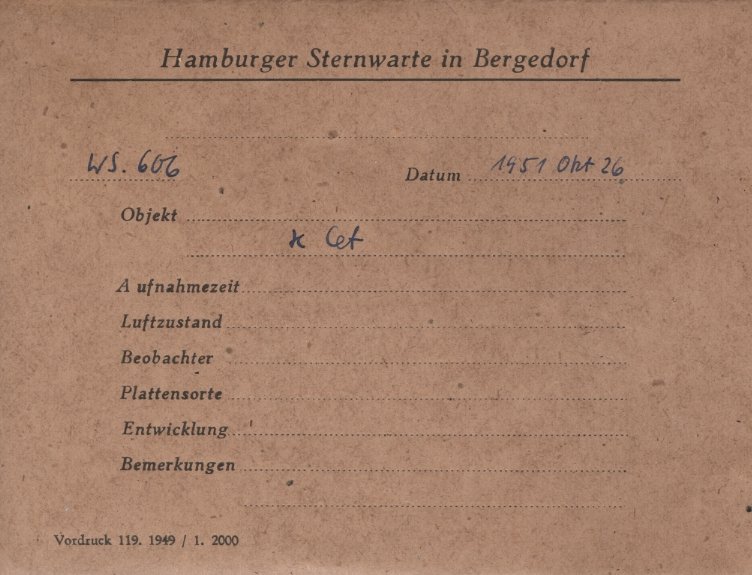 Hamburger Sternwarte in Bergedorf
WS. 606 Datum 1951 Okt 26.
Objekt
κ Cet
Aufnahmezeit
Luftzustand
Beobachter
Plattensorte
Entwicklung
Bemerkungen
Vordruck 119. 1949 / 1. 2000